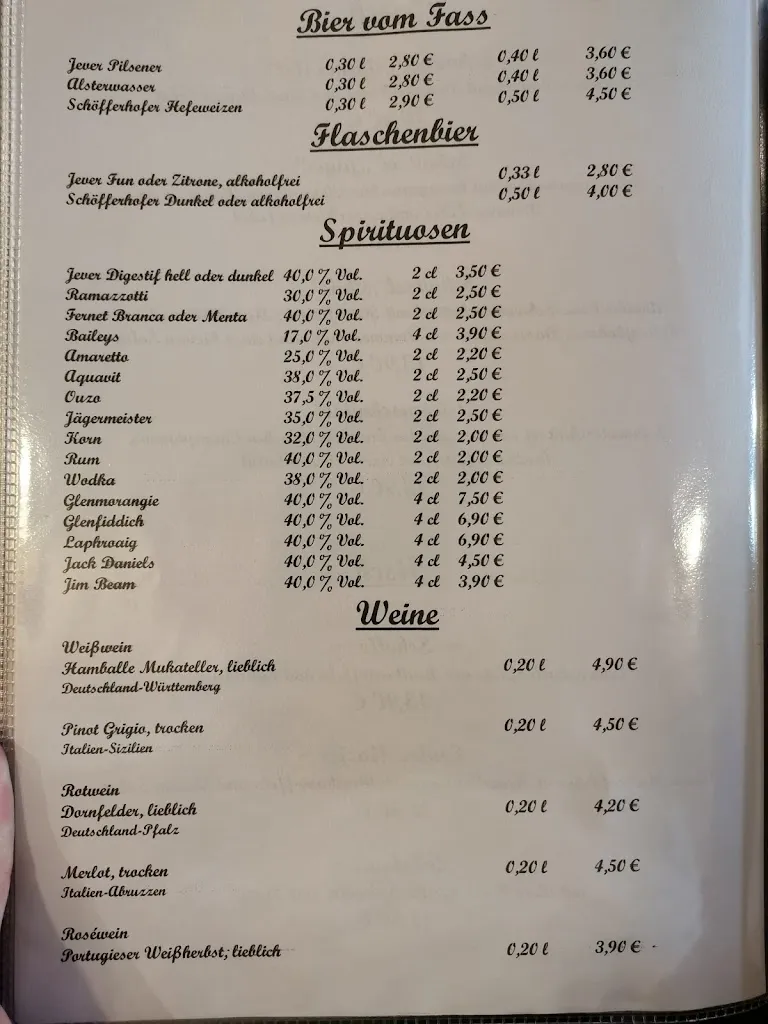 Bier vom Fass
Jever Pilsener 0,30 l 2,80 € 0,40 l 3,60 €
Alsterwasser 0,30 l 2,80 € 0,40 l 3,60 €
Schöfferhofer Hefeweizen 0,30 l 2,90 € 0,50 l 4,50 €
Flaschenbier
Jever Fun oder Zitrone, alkoholfrei 0,33 l 2,80 €
Schöfferhofer Dunkel oder alkoholfrei 0,50 l 4,00 €
Spirituosen
Jever Digestif hell oder dunkel 40,0 % Vol. 2 cl 3,50 €
Ramazzotti 30,0 % Vol. 2 cl 2,50 €
Fernet Branca oder Menta 40,0 % Vol. 2 cl 2,50 €
Baileys 17,0 % Vol. 4 cl 3,90 €
Amaretto 25,0 % Vol. 2 cl 2,20 €
Aquavit 38,0 % Vol. 2 cl 2,50 €
Ouzo 37,5 % Vol. 2 cl 2,20 €
Jägermeister 35,0 % Vol. 2 cl 2,50 €
Korn 32,0 % Vol. 2 cl 2,00 €
Rum 40,0 % Vol. 2 cl 2,00 €
Wodka 38,0 % Vol. 2 cl 2,00 €
Glenmorangie 40,0 % Vol. 4 cl 7,50 €
Glenfiddich 40,0 % Vol. 4 cl 6,90 €
Laphroaig 40,0 % Vol. 4 cl 6,90 €
Jack Daniels 40,0 % Vol. 4 cl 4,50 €
Jim Beam 40,0 % Vol. 4 cl 3,90 €
Weine
Weißwein
Hamballe Mukateller, lieblich 0,20 l 4,90 €
Deutschland-Württemberg
Pinot Grigio, trocken 0,20 l 4,50 €
Italien-Sizilien
Rotwein
Dornfelder, lieblich 0,20 l 4,20 €
Deutschland-Pfalz
Merlot, trocken 0,20 l 4,50 €
Italien-Abruzzen
Roséwein
Portugieser Weißherbst, lieblich 0,20 l 3,90 €